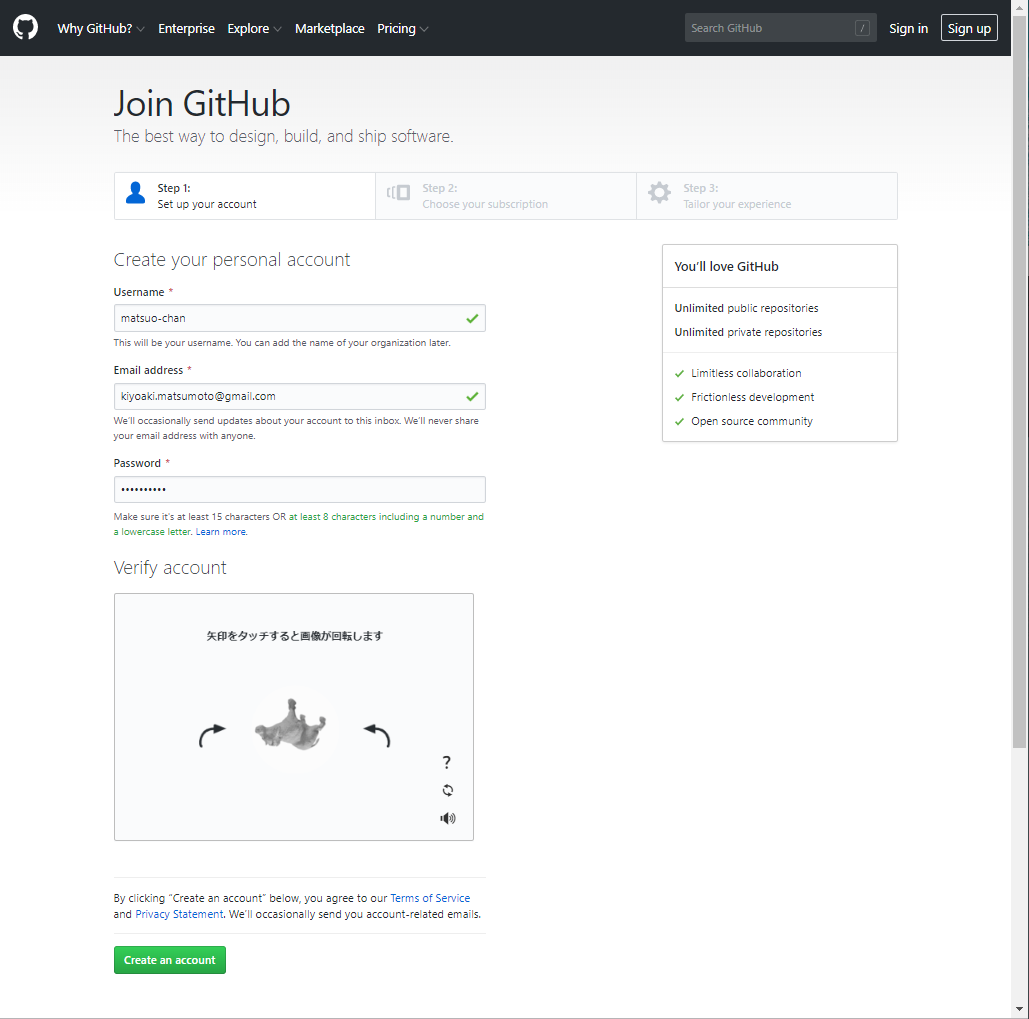 Why GitHub? Enterprise Explore Marketplace Pricing Search GitHub / Sign in Sign up
Join GitHub
The best way to design, build, and ship software.
Step 1:
Set up your account
Step 2:
Choose your subscription
Step 3:
Tailor your experience
Create your personal account
Username *
matsuo-chan
This will be your username. You can add the name of your organization later.
Email address *
kiyoaki.matsumoto@gmail.com
We'll occasionally send updates about your account to this inbox. We'll never share
your email address with anyone.
Password *
••••••••••
Make sure it's at least 15 characters OR at least 8 characters including a number and
a lowercase letter. Learn more.
Verify account
矢印をタッチすると画像が回転します
?
By clicking “Create an account” below, you agree to our Terms of Service
and Privacy Statement. We'll occasionally send you account-related emails.
Create an account
You'll love GitHub
Unlimited public repositories
Unlimited private repositories
Limitless collaboration
Frictionless development
Open source community